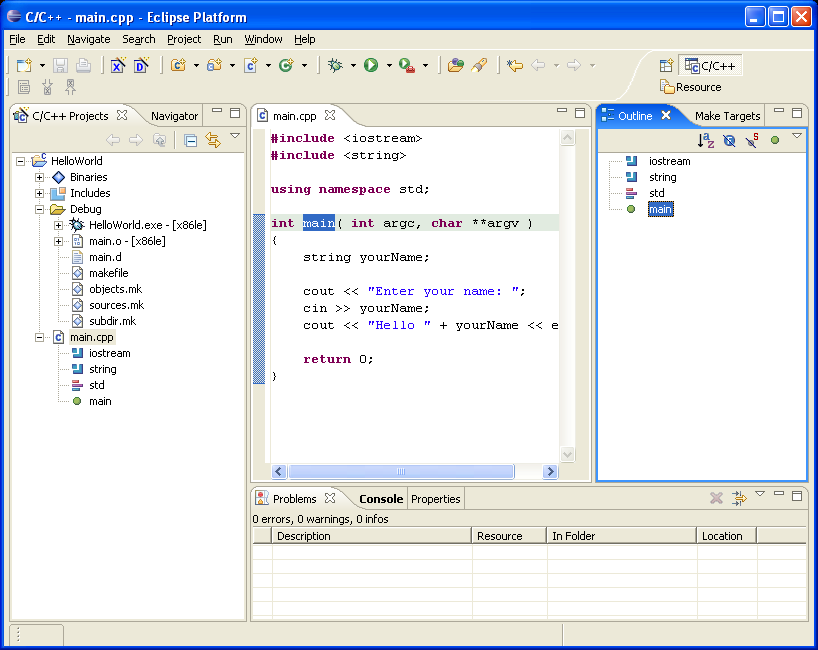 C/C++ - main.cpp - Eclipse Platform
File Edit Navigate Search Project Run Window Help
C/C++
Resource
C/C++ Projects Navigator
HelloWorld
Binaries
Includes
Debug
HelloWorld.exe - [x86le]
main.o - [x86le]
main.d
makefile
objects.mk
sources.mk
subdir.mk
main.cpp
iostream
string
std
main
main.cpp
#include <iostream>
#include <string>
using namespace std;
int main( int argc, char **argv )
{
string yourName;
cout << "Enter your name: ";
cin >> yourName;
cout << "Hello " + yourName << e
return 0;
}
Outline Make Targets
iostream
string
std
main
Problems Console Properties
0 errors, 0 warnings, 0 infos
Description Resource In Folder Location